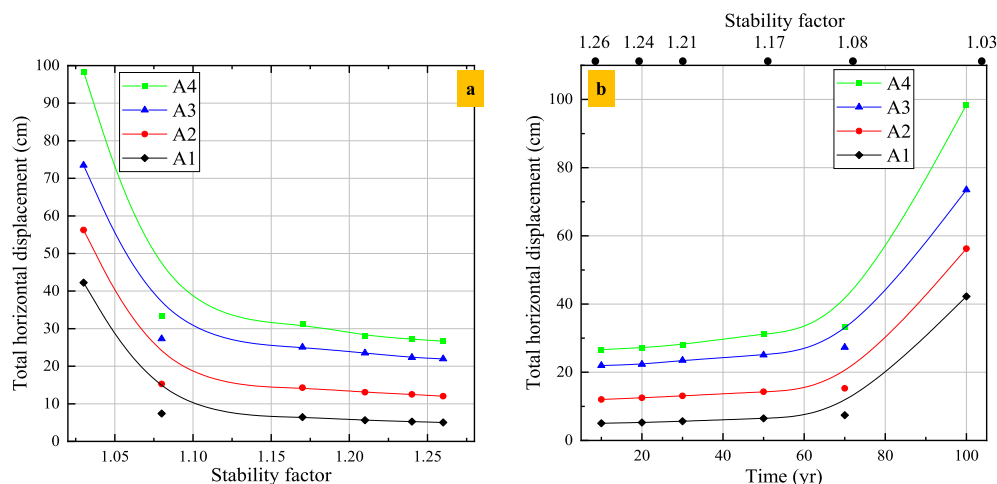 a
A4
A3
A2
A1
Total horizontal displacement (cm)
100
90
80
70
60
50
40
30
20
10
0
1.05 1.10 1.15 1.20 1.25
Stability factor
Stability factor
1.26 1.24 1.21 1.17 1.08 1.03
b
A4
A3
A2
A1
Total horizontal displacement (cm)
100
80
60
40
20
0
20 40 60 80 100
Time (yr)